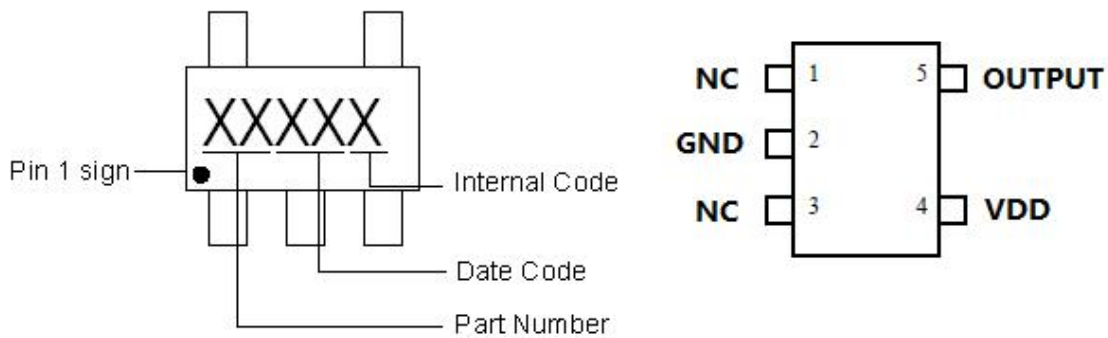 XXXXX
Pin 1 sign
Internal Code
Date Code
Part Number
NC 1 5 OUTPUT
GND 2
NC 3 4 VDD